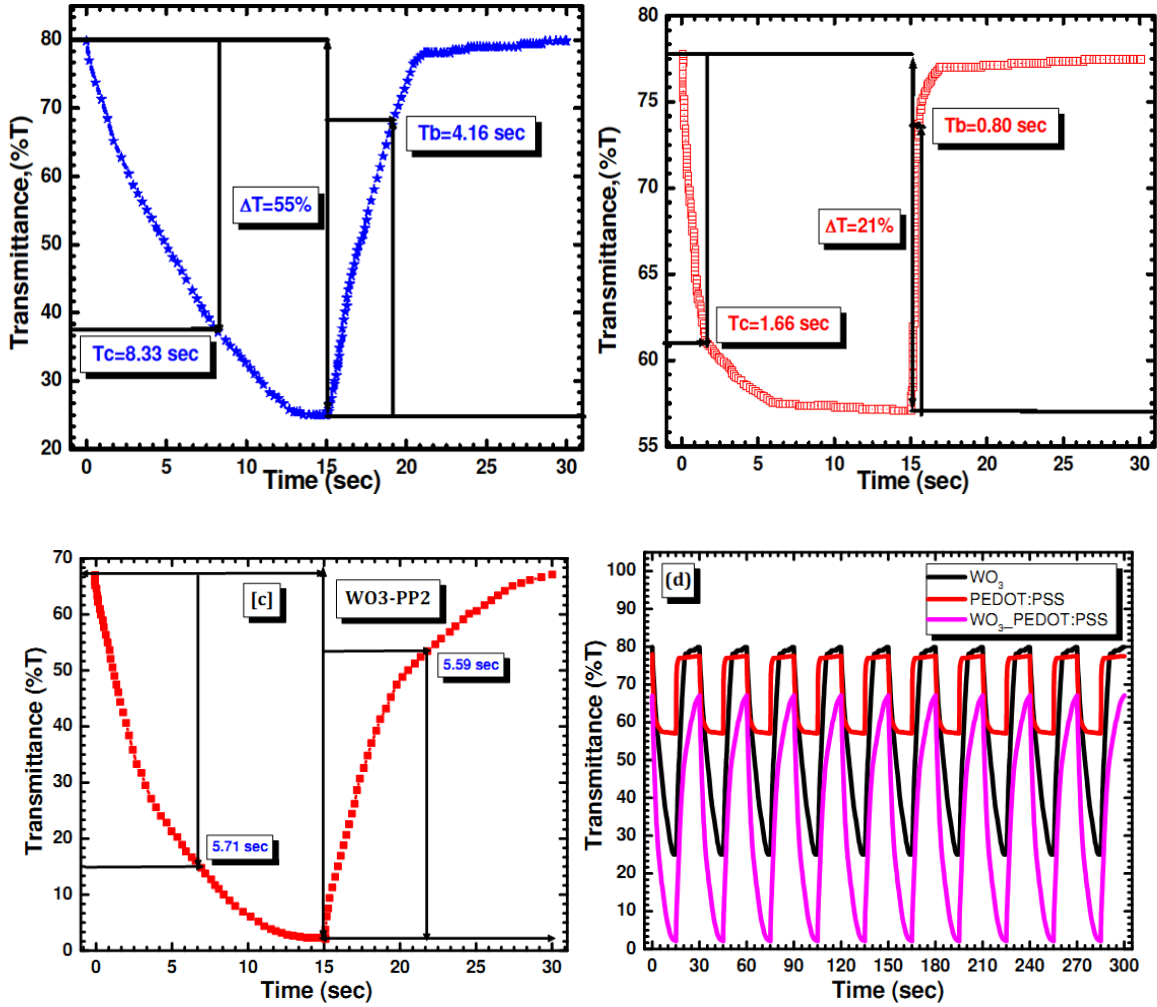 80
70
60
50
40
30
20
Transmittance,(%T)
Tb=4.16 sec
ΔT=55%
Tc=8.33 sec
0 5 10 15 20 25 30
Time (sec)
80
75
70
65
60
55
Transmittance,(%T)
Tb=0.80 sec
ΔT=21%
Tc=1.66 sec
0 5 10 15 20 25 30
Time (sec)
70
60
50
40
30
20
10
0
Transmittance (%T)
[c]
WO3-PP2
5.59 sec
5.71 sec
0 5 10 15 20 25 30
Time (sec)
100
90
80
70
60
50
40
30
20
10
0
Transmittance (%T)
(d)
WO₃
PEDOT:PSS
WO₃_PEDOT:PSS
0 30 60 90 120 150 180 210 240 270 300
Time (sec)